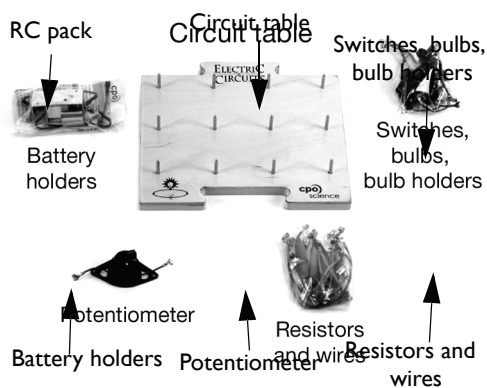 RC pack
Circuit table
Circuit table
Switches, bulbs,
bulb holders
ELECTRIC
CIRCUITS
cpo
Battery
holders
Switches,
bulbs,
bulb holders
cpo
science
Potentiometer
Resistors
and wires
Battery holders
Potentiometer
Resistors and
wires